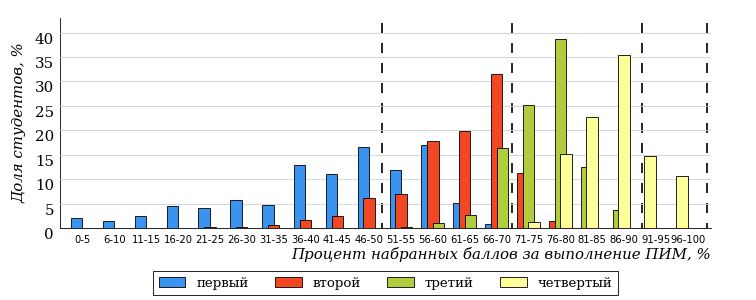 Доля студентов, %
40
35
30
25
20
15
10
5
0
0-5 6-10 11-15 16-20 21-25 26-30 31-35 36-40 41-45 46-50 51-55 56-60 61-65 66-70 71-75 76-80 81-85 86-90 91-95 96-100
Процент набранных баллов за выполнение ПИМ, %
первый второй третий четвертый